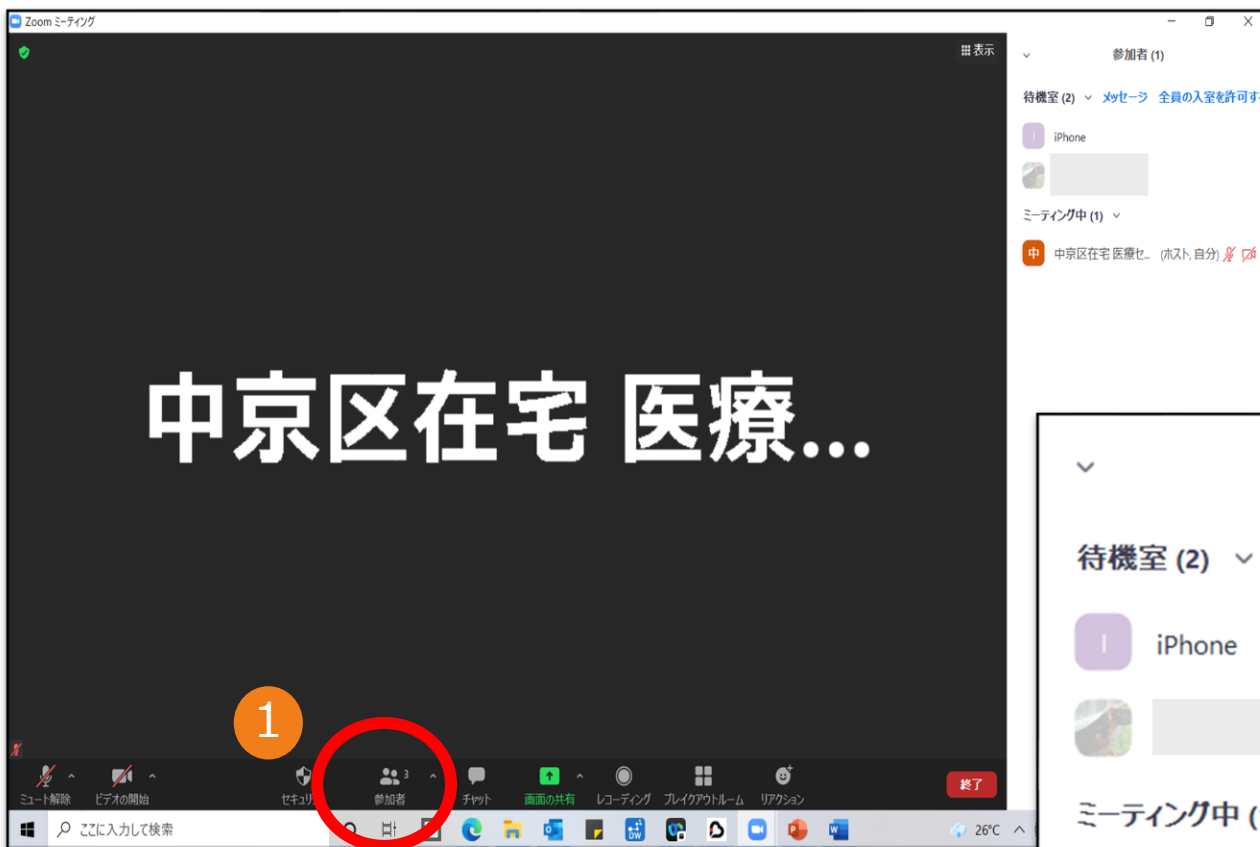 Zoom ミーティング
表示
参加者 (1)
待機室 (2) メッセージ 全員の入室を許可す
I iPhone
ミーティング中 (1)
中 中京区在宅 医療セ... (ホスト, 自分)
中京区在宅 医療...
待機室 (2)
I iPhone
ミーティング中 (
1
3
ミュート解除 ビデオの開始 セキュリ 参加者 チャット 画面の共有 レコーディング ブレイクアウトルーム リアクション 終了
ここに入力して検索 26°C